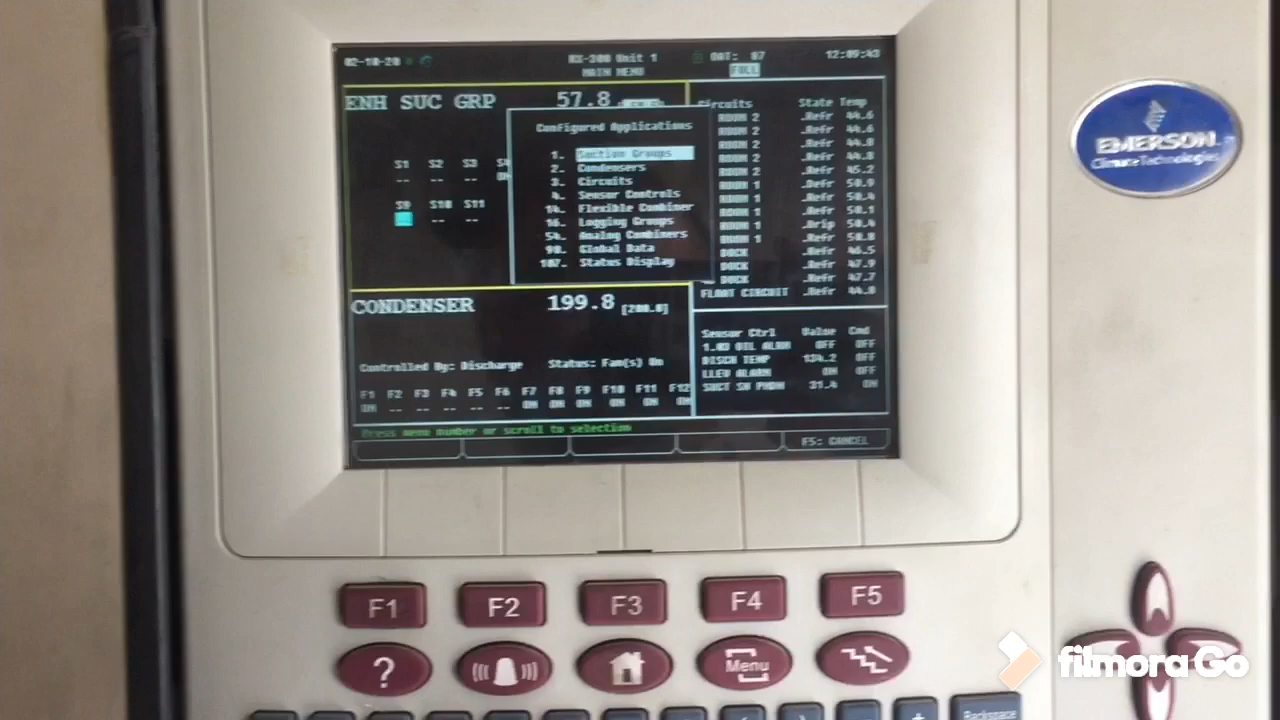 02-10-20 RX-300 Unit 1 OAT: 97 12:09:43
MAIN MENU FULL
ENH SUC GRP 57.8
Circuits State Temp
Configured Applications
1. Suction Groups
2. Condensers
3. Circuits
4. Sensor Controls
14. Flexible Combiner
16. Logging Groups
54. Analog Combiners
98. Global Data
107. Status Display
S1 S2 S3 S4
-- -- --
S9 S10 S11
-- --
ROOM 2 .Refr 44.6
ROOM 2 .Refr 44.6
ROOM 2 .Refr 44.8
ROOM 2 .Refr 44.8
ROOM 2 .Refr 45.2
ROOM 1 .Refr 50.9
ROOM 1 .Refr 50.4
ROOM 1 .Refr 50.1
ROOM 1 .Drip 50.4
ROOM 1 .Refr 50.8
DOCK .Refr 46.5
DOCK .Refr 47.9
DOCK .Refr 47.7
FLOAT CIRCUIT .Refr 44.8
CONDENSER 199.8 [200.0]
Controlled By: Discharge Status: Fan(s) On
F1 F2 F3 F4 F5 F6 F7 F8 F9 F10 F11 F12
ON -- -- -- -- -- ON ON ON ON ON ON
Sensor Ctrl Value Cmd
OIL ALRM OFF OFF
DISCH TEMP 134.2 OFF
LLEV ALARM ON OFF
SUCT SW 31.4 ON
Press menu number or scroll to selection
F5: CANCEL
EMERSON
Climate Technologies
F1 F2 F3 F4 F5
? Menu
Backspace
filmoraGo